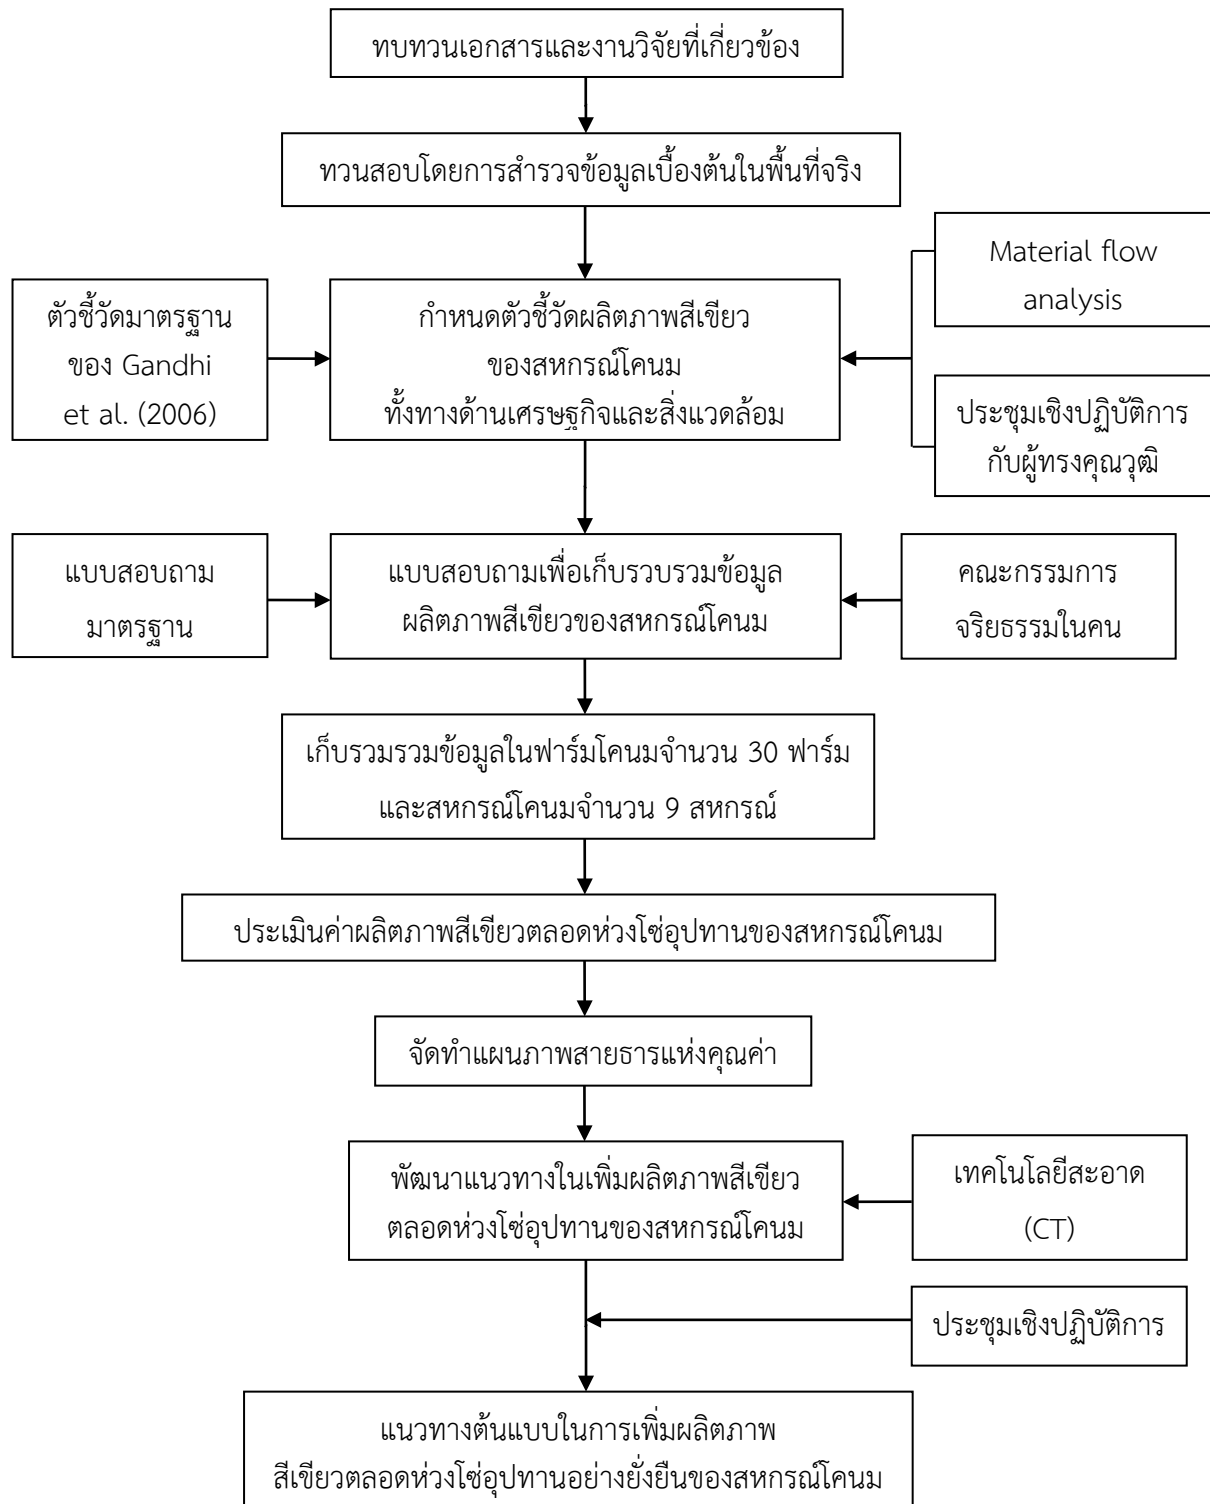 ทบทวนเอกสารและงานวิจัยที่เกี่ยวข้อง
ทวนสอบโดยการสำรวจข้อมูลเบื้องต้นในพื้นที่จริง
Material flow
analysis
ตัวชี้วัดมาตรฐาน
ของ Gandhi
et al. (2006)
กำหนดตัวชี้วัดผลิตภาพสีเขียว
ของสหกรณ์โคนม
ทั้งทางด้านเศรษฐกิจและสิ่งแวดล้อม
ประชุมเชิงปฏิบัติการ
กับผู้ทรงคุณวุฒิ
แบบสอบถาม
มาตรฐาน
แบบสอบถามเพื่อเก็บรวบรวมข้อมูล
ผลิตภาพสีเขียวของสหกรณ์โคนม
คณะกรรมการ
จริยธรรมในคน
เก็บรวมรวมข้อมูลในฟาร์มโคนมจำนวน 30 ฟาร์ม
และสหกรณ์โคนมจำนวน 9 สหกรณ์
ประเมินค่าผลิตภาพสีเขียวตลอดห่วงโซ่อุปทานของสหกรณ์โคนม
จัดทำแผนภาพสายธารแห่งคุณค่า
พัฒนาแนวทางในเพิ่มผลิตภาพสีเขียว
ตลอดห่วงโซ่อุปทานของสหกรณ์โคนม
เทคโนโลยีสะอาด
(CT)
ประชุมเชิงปฏิบัติการ
แนวทางต้นแบบในการเพิ่มผลิตภาพ
สีเขียวตลอดห่วงโซ่อุปทานอย่างยั่งยืนของสหกรณ์โคนม